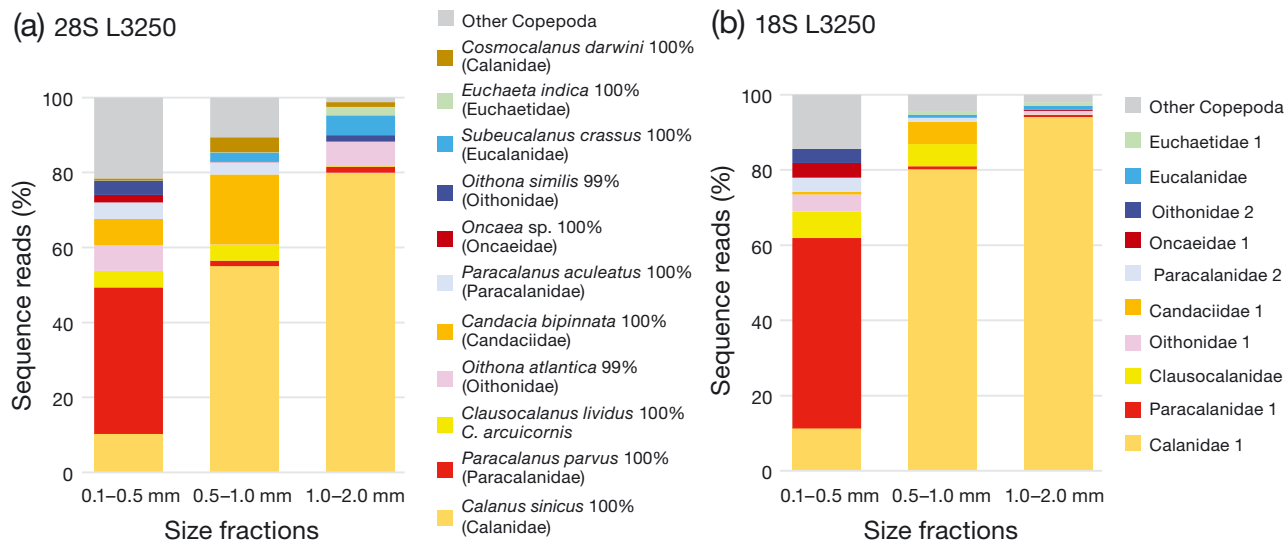 (a) 28S L3250
Sequence reads (%)
100
80
60
40
20
0
0.1–0.5 mm
0.5–1.0 mm
1.0–2.0 mm
Size fractions
Other Copepoda
Cosmocalanus darwini 100%
(Calanidae)
Euchaeta indica 100%
(Euchaetidae)
Subeucalanus crassus 100%
(Eucalanidae)
Oithona similis 99%
(Oithonidae)
Oncaea sp. 100%
(Oncaeidae)
Paracalanus aculeatus 100%
(Paracalanidae)
Candacia bipinnata 100%
(Candaciidae)
Oithona atlantica 99%
(Oithonidae)
Clausocalanus lividus 100%
C. arcuicornis
Paracalanus parvus 100%
(Paracalanidae)
Calanus sinicus 100%
(Calanidae)
(b) 18S L3250
Sequence reads (%)
100
80
60
40
20
0
0.1–0.5 mm
0.5–1.0 mm
1.0–2.0 mm
Size fractions
Other Copepoda
Euchaetidae 1
Eucalanidae
Oithonidae 2
Oncaeidae 1
Paracalanidae 2
Candaciidae 1
Oithonidae 1
Clausocalanidae
Paracalanidae 1
Calanidae 1